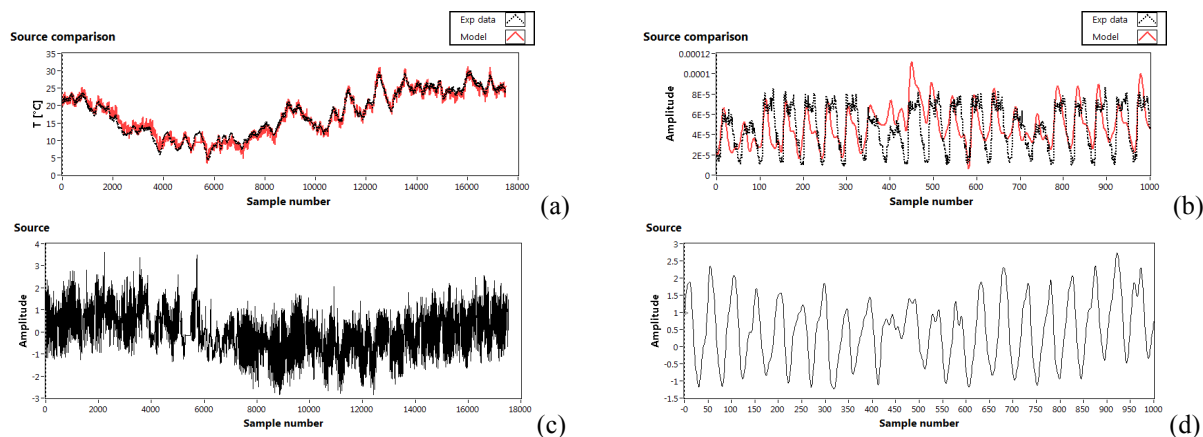 Exp data
Model
Source comparison
35
30
25
20
15
10
5
0
T [°C]
0 2000 4000 6000 8000 10000 12000 14000 16000 18000
Sample number
(a)
Exp data
Model
Source comparison
0.00012
0.0001
8E-5
6E-5
4E-5
2E-5
0
Amplitude
0 100 200 300 400 500 600 700 800 900 1000
Sample number
(b)
Source
4
3
2
1
0
-1
-2
-3
Amplitude
0 2000 4000 6000 8000 10000 12000 14000 16000 18000
Sample number
(c)
Source
3
2.5
2
1.5
1
0.5
0
-0.5
-1
-1.5
Amplitude
-0 50 100 150 200 250 300 350 400 450 500 550 600 650 700 750 800 850 900 950 1000
Sample number
(d)